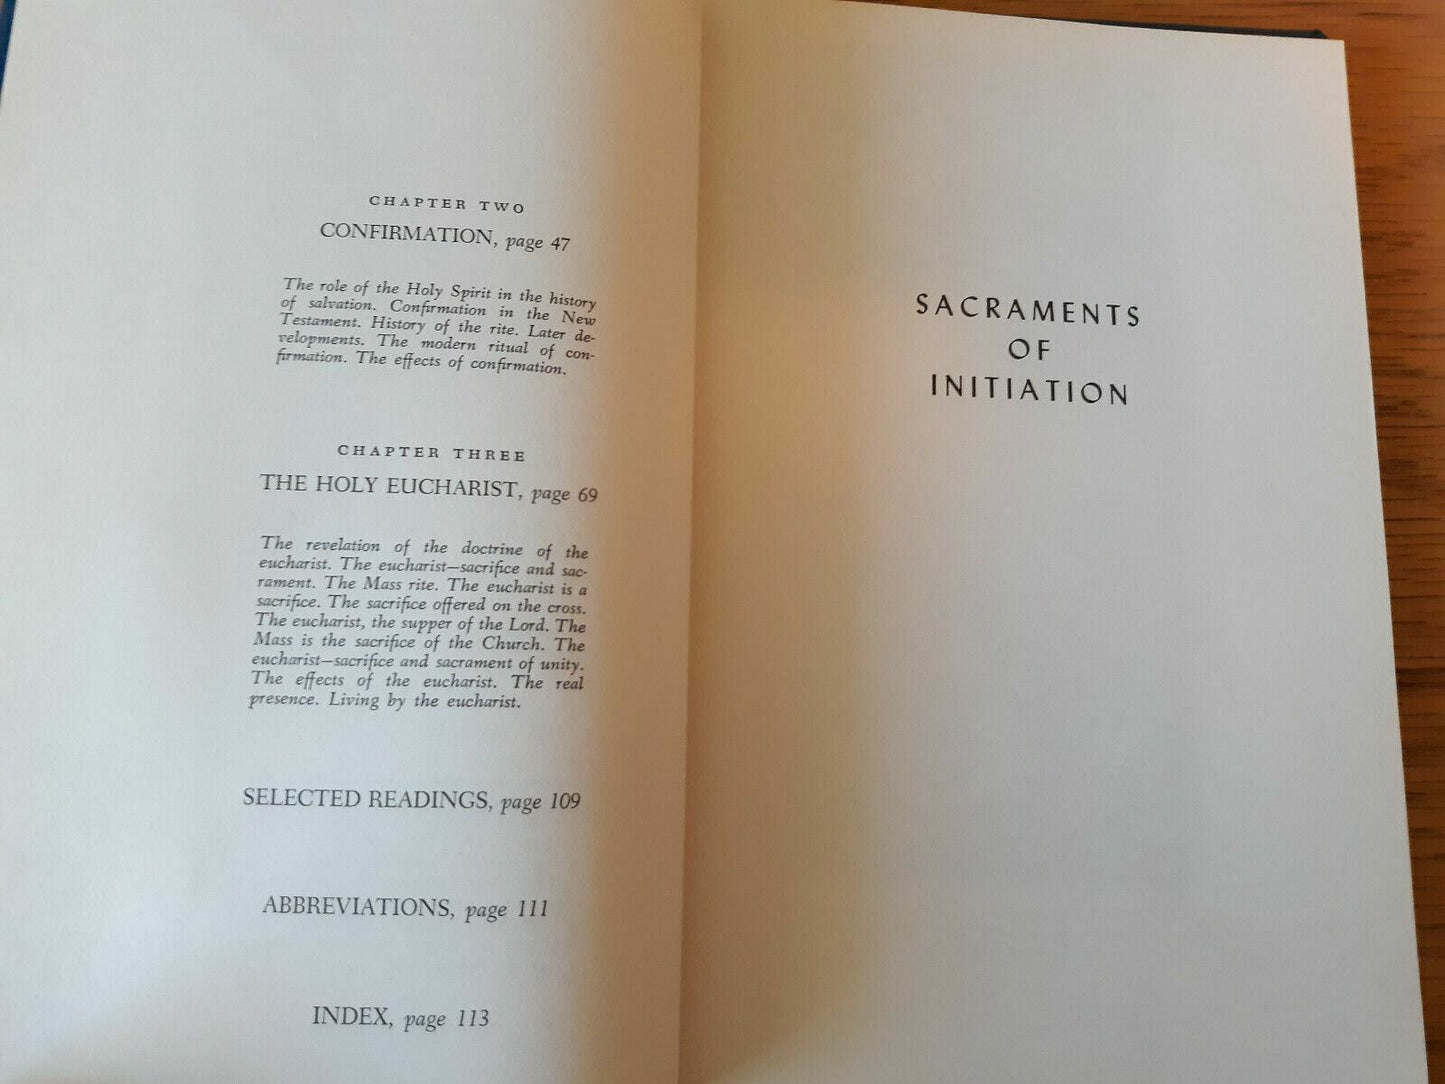 CHAPTER TWO
CONFIRMATION, page 47
The role of the Holy Spirit in the history
of salvation. Confirmation in the New
Testament. History of the rite. Later de-
velopments. The modern ritual of con-
firmation. The effects of confirmation.
CHAPTER THREE
THE HOLY EUCHARIST, page 69
The revelation of the doctrine of the
eucharist. The eucharist—sacrifice and sac-
rament. The Mass rite. The eucharist is a
sacrifice. The sacrifice offered on the cross.
The eucharist, the supper of the Lord. The
Mass is the sacrifice of the Church. The
eucharist—sacrifice and sacrament of unity.
The effects of the eucharist. The real
presence. Living by the eucharist.
SELECTED READINGS, page 109
ABBREVIATIONS, page 111
INDEX, page 113
SACRAMENTS
OF
INITIATION